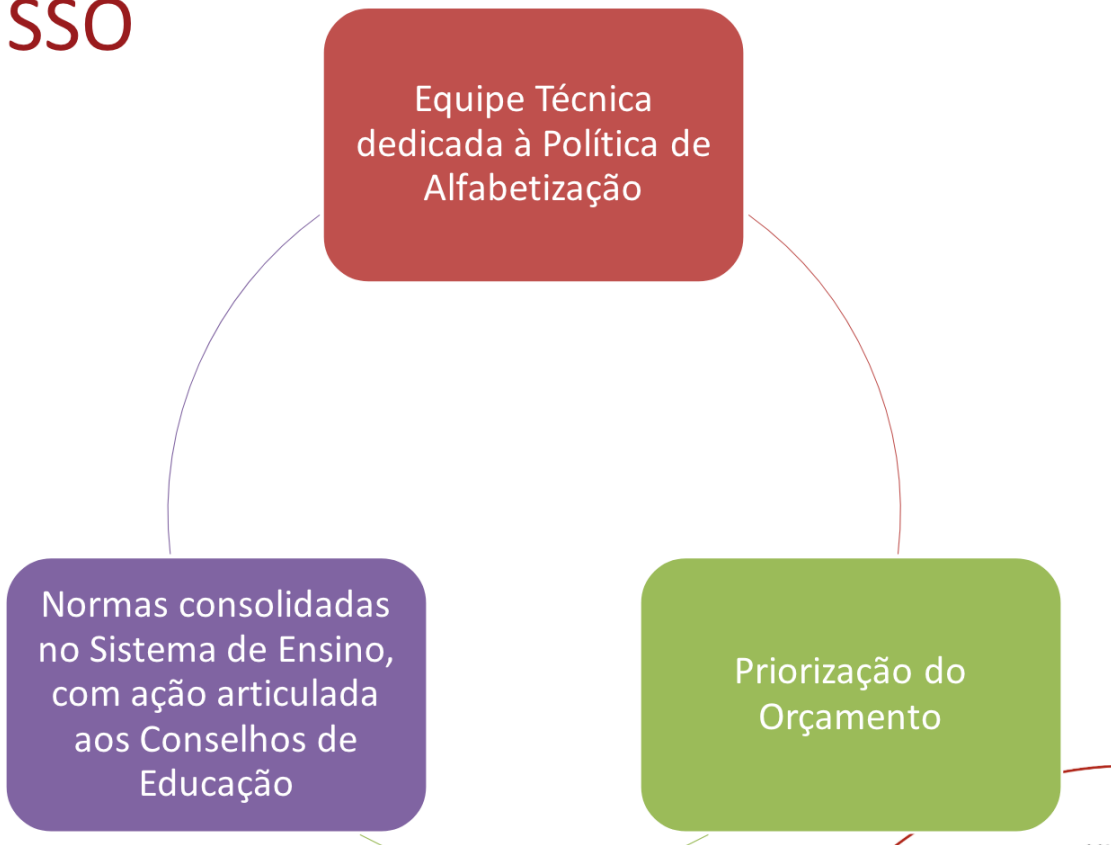 SSO
Equipe Técnica
dedicada à Política de
Alfabetização
Normas consolidadas
no Sistema de Ensino,
com ação articulada
aos Conselhos de
Educação
Priorização do
Orçamento